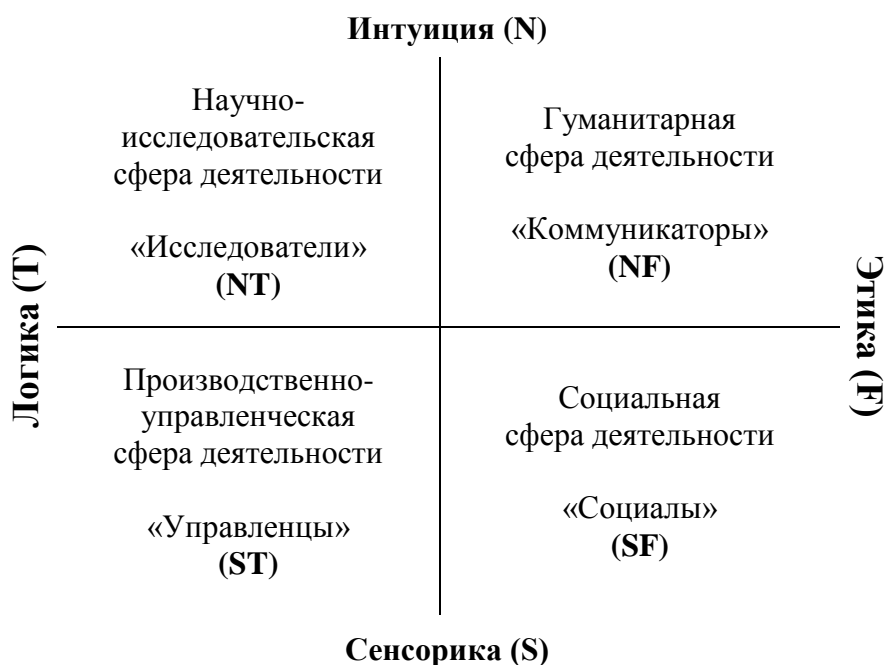 Интуиция (N)
Научно-
исследовательская
сфера деятельности
«Исследователи»
(NT)
Гуманитарная
сфера деятельности
«Коммуникаторы»
(NF)
Логика (T)
Этика (F)
Производственно-
управленческая
сфера деятельности
«Управленцы»
(ST)
Социальная
сфера деятельности
«Социалы»
(SF)
Сенсорика (S)